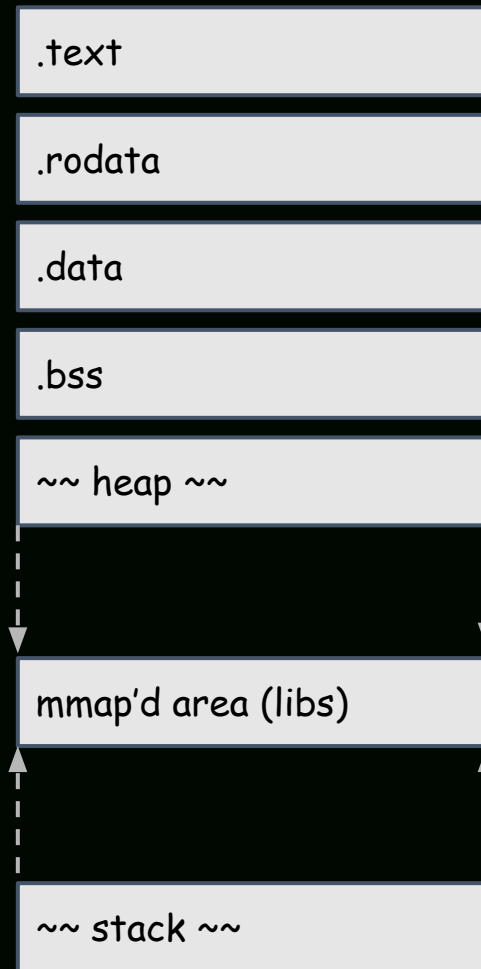 .text
.rodata
.data
.bss
~~ heap ~~
mmap’d area (libs)
~~ stack ~~